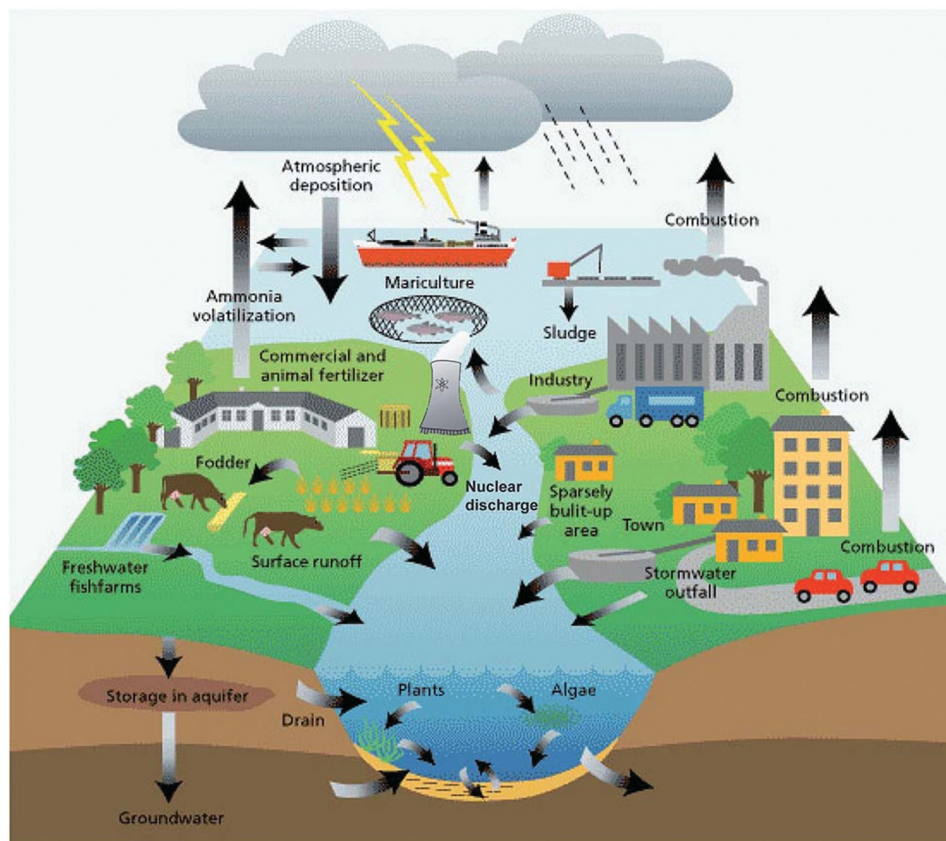 Atmospheric
deposition
Combustion
Mariculture
Ammonia
volatilization
Sludge
Commercial and
animal fertilizer
Industry
Combustion
Fodder
Nuclear
discharge
Sparsely
bulit-up
area
Town
Combustion
Surface runoff
Freshwater
fishfarms
Stormwater
outfall
Storage in aquifer
Plants
Algae
Drain
Groundwater